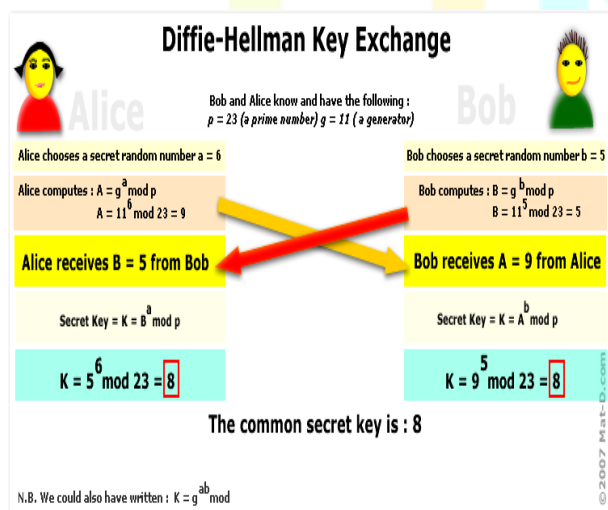 Diffie-Hellman Key Exchange
Alice
Bob
Bob and Alice know and have the following :
p = 23 (a prime number) g = 11 ( a generator)
Alice chooses a secret random number a = 6
Bob chooses a secret random number b = 5
Alice computes : A = g^a mod p
A = 11^6 mod 23 = 9
Bob computes : B = g^b mod p
B = 11^5 mod 23 = 5
Alice receives B = 5 from Bob
Bob receives A = 9 from Alice
Secret Key = K = B^a mod p
Secret Key = K = A^b mod p
K = 5^6 mod 23 = 8
K = 9^5 mod 23 = 8
The common secret key is : 8
N.B. We could also have written : K = g^ab mod
©2007 Mat-D.com